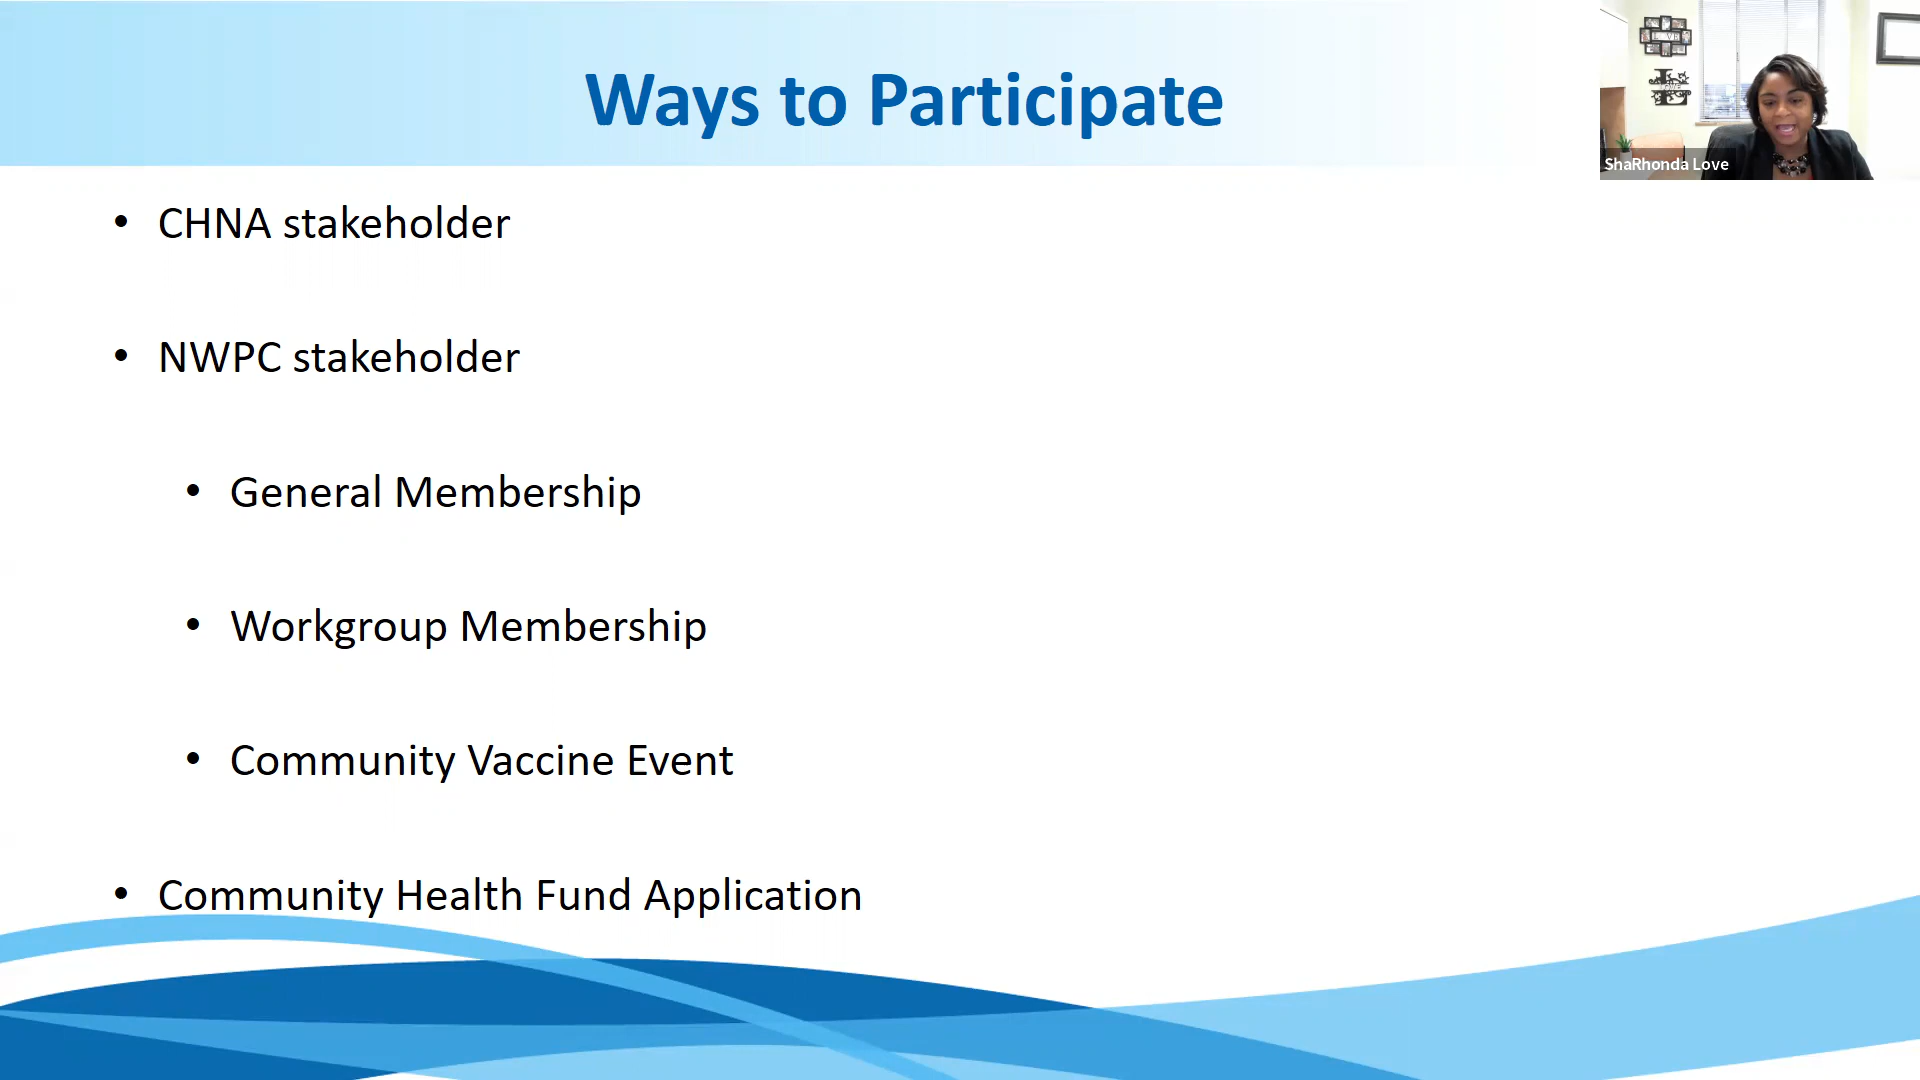 Ways to Participate
ShaRhonda Love
• CHNA stakeholder
• NWPC stakeholder
• General Membership
• Workgroup Membership
• Community Vaccine Event
• Community Health Fund Application